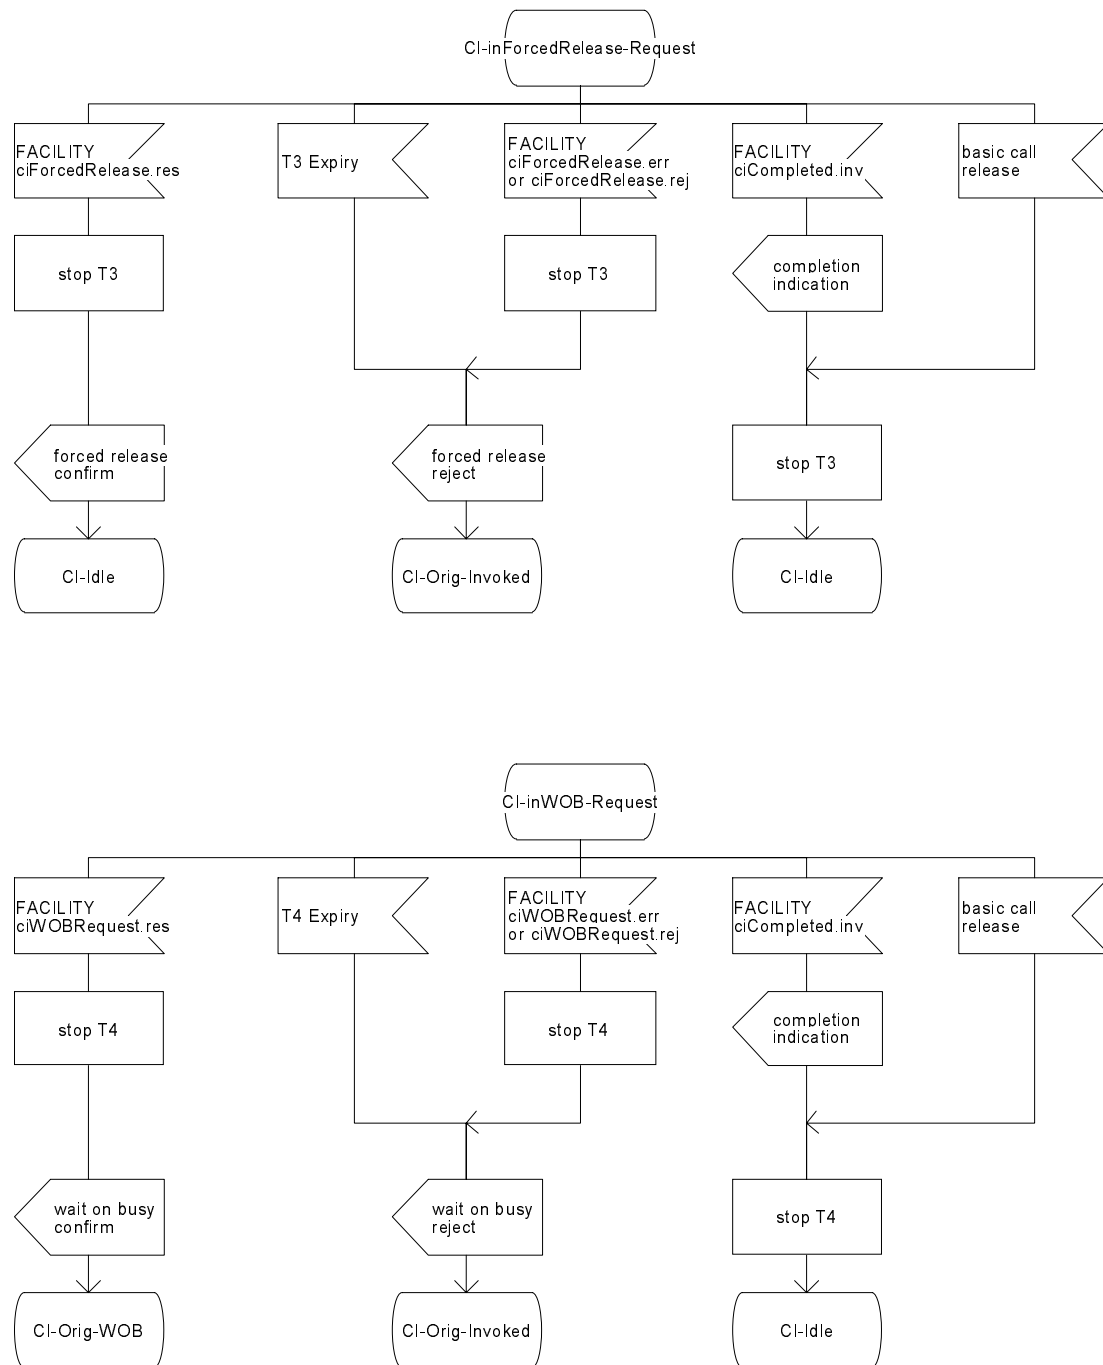 CI-inForcedRelease-Request
FACILITY
ciForcedRelease.res
T3 Expiry
FACILITY
ciForcedRelease.err
or ciForcedRelease.rej
FACILITY
ciCompleted.inv
basic call
release
stop T3
stop T3
completion
indication
forced release
confirm
forced release
reject
stop T3
CI-Idle
CI-Orig-Invoked
CI-Idle
CI-inWOB-Request
FACILITY
ciWOBRequest.res
T4 Expiry
FACILITY
ciWOBRequest.err
or ciWOBRequest.rej
FACILITY
ciCompleted.inv
basic call
release
stop T4
stop T4
completion
indication
wait on busy
confirm
wait on busy
reject
stop T4
CI-Orig-WOB
CI-Orig-Invoked
CI-Idle